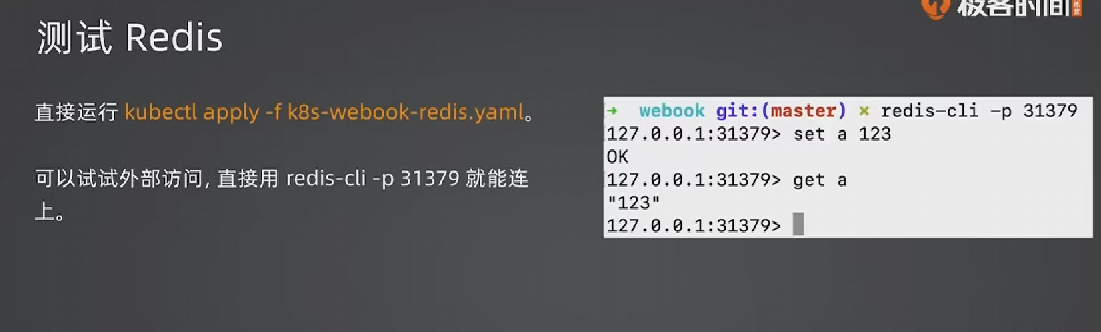 极客时间
测试 Redis
直接运行 kubectl apply -f k8s-webook-redis.yaml。
可以试试外部访问, 直接用 redis-cli -p 31379 就能连
上。
➜ webook git:(master) ✗ redis-cli -p 31379
127.0.0.1:31379> set a 123
OK
127.0.0.1:31379> get a
"123"
127.0.0.1:31379>